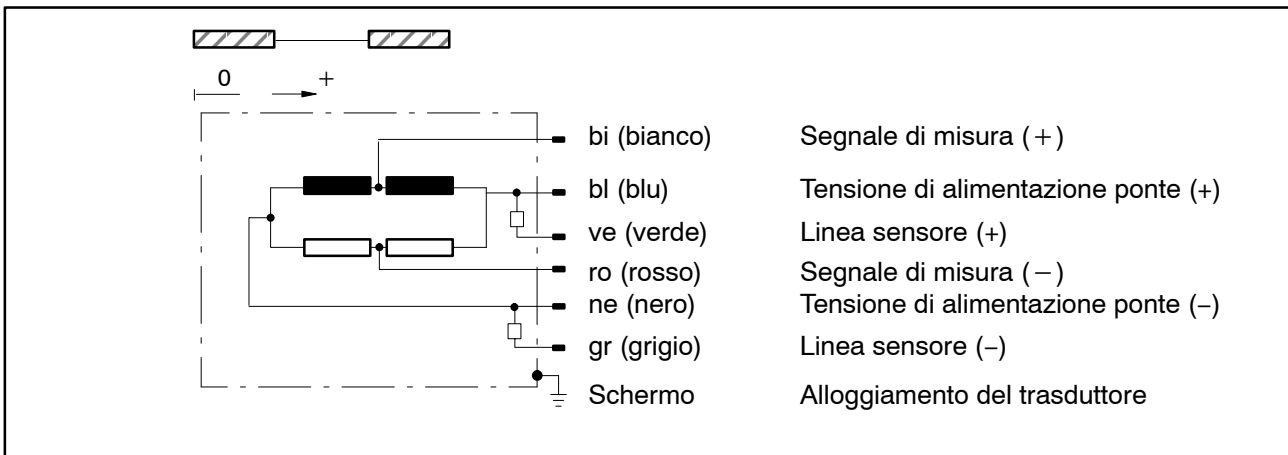 0 +
bi (bianco) Segnale di misura (+)
bl (blu) Tensione di alimentazione ponte (+)
ve (verde) Linea sensore (+)
ro (rosso) Segnale di misura (−)
ne (nero) Tensione di alimentazione ponte (–)
gr (grigio) Linea sensore (–)
Schermo Alloggiamento del trasduttore